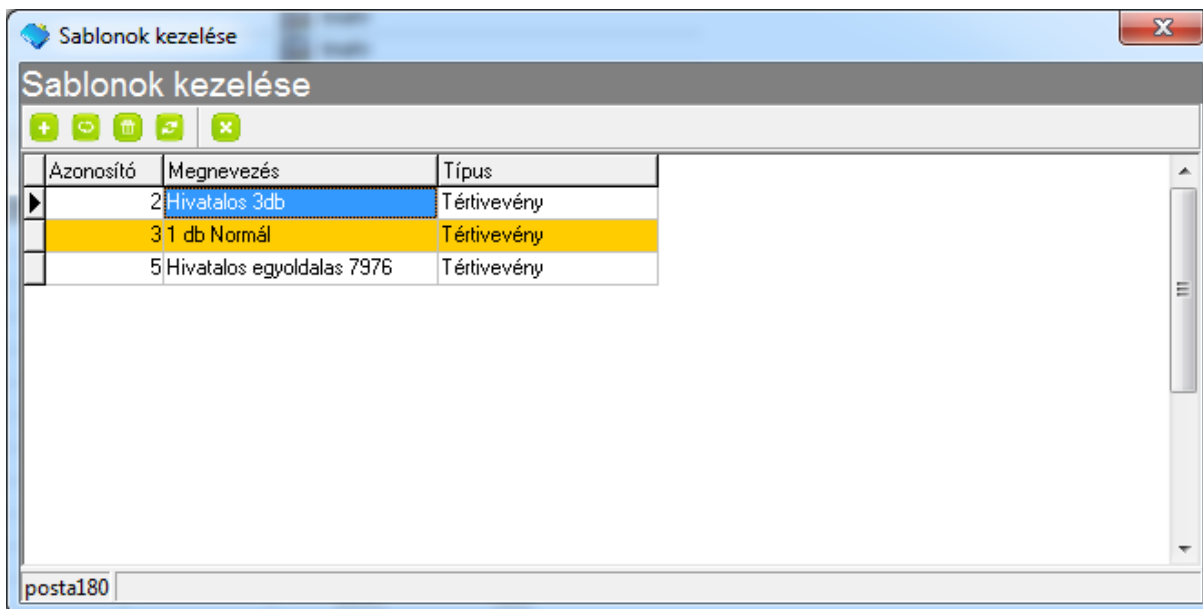 Sablonok kezelése
Sablonok kezelése
Azonosító Megnevezés Típus
2 Hivatalos 3db Tértivevény
3 1 db Normál Tértivevény
5 Hivatalos egyoldalas 7976 Tértivevény
posta180